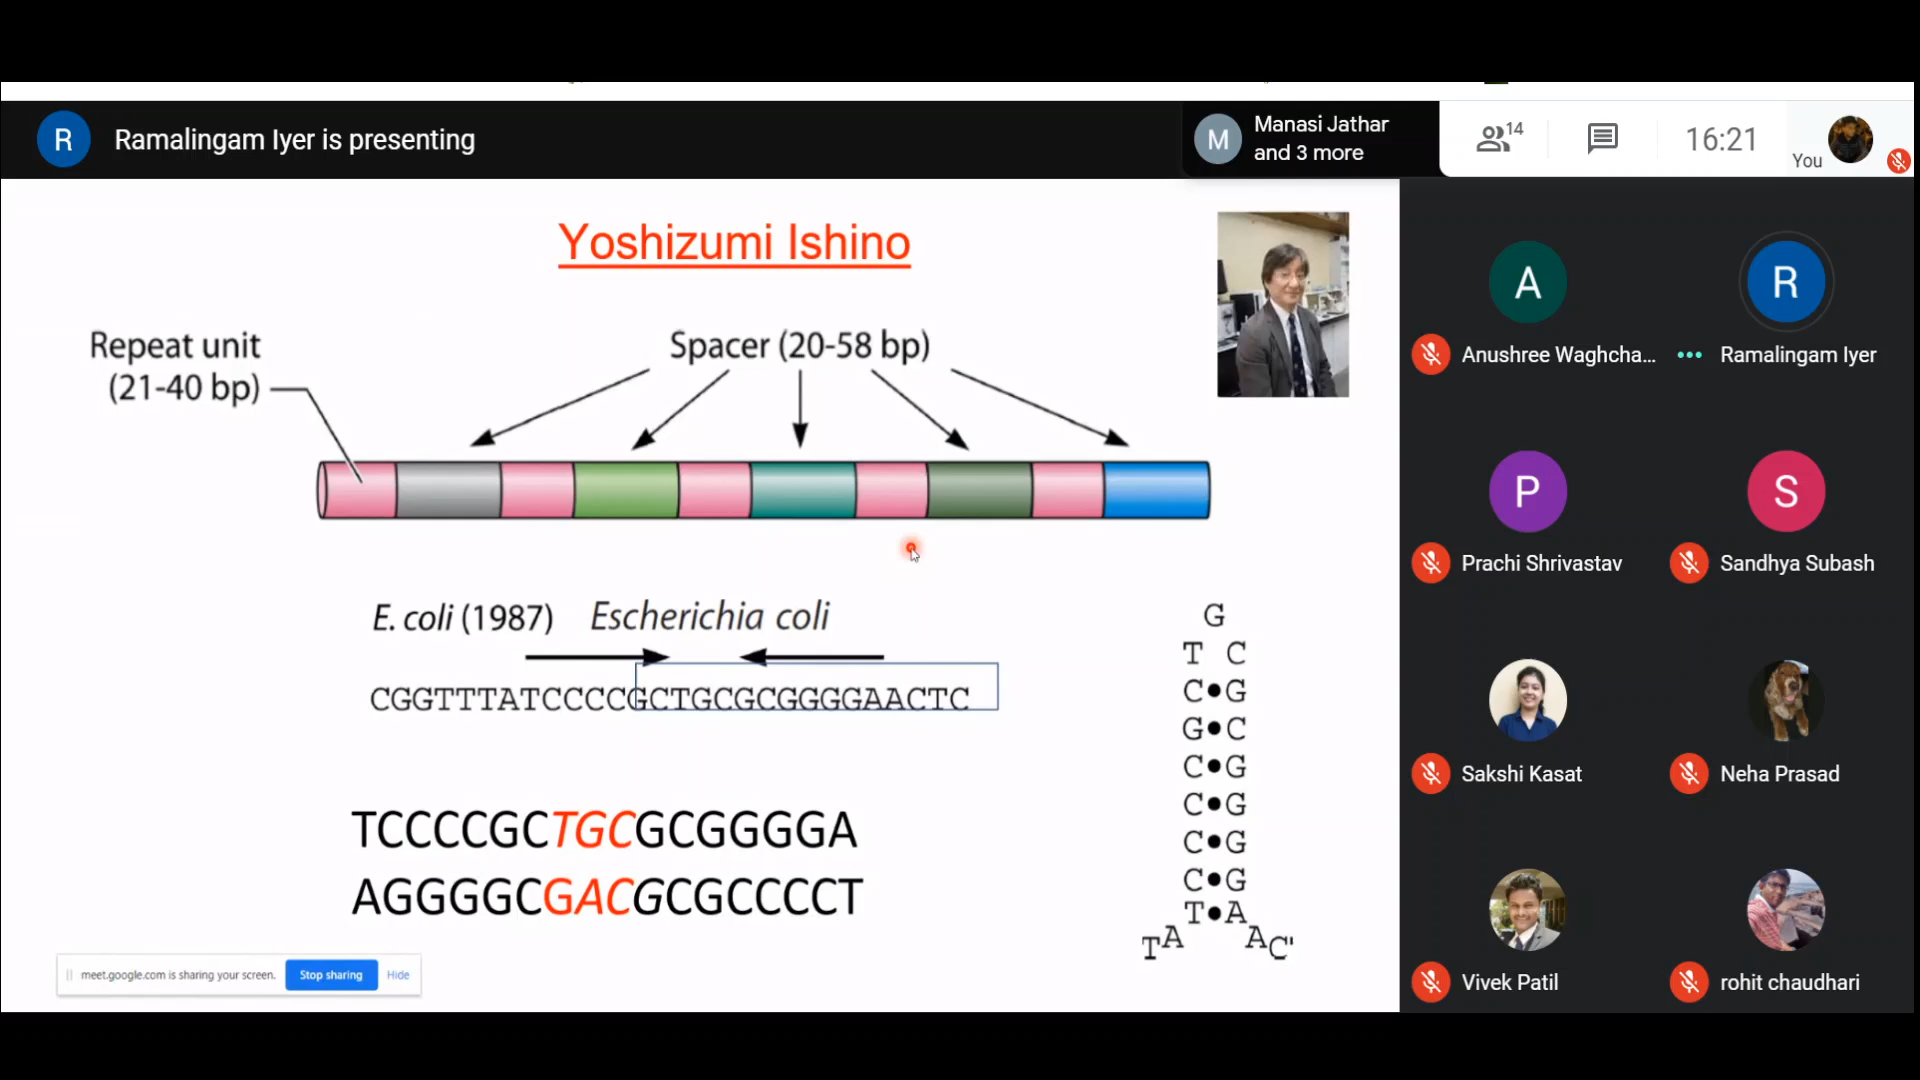 R Ramalingam Iyer is presenting
M Manasi Jathar
and 3 more
14
16:21
You
Yoshizumi Ishino
Repeat unit
(21-40 bp)
Spacer (20-58 bp)
E. coli (1987) Escherichia coli
CGGTTTATCCCCGCTGCGCGGGGAACTC
TCCCCGCTGCGCGGGGA
AGGGGCGACGCGCCCCT
G
T C
C•G
G•C
C•G
C•G
C•G
C•G
T•A
TA AC'
meet.google.com is sharing your screen. Stop sharing Hide
A R
Anushree Waghcha... Ramalingam Iyer
P S
Prachi Shrivastav Sandhya Subash
Sakshi Kasat Neha Prasad
Vivek Patil rohit chaudhari